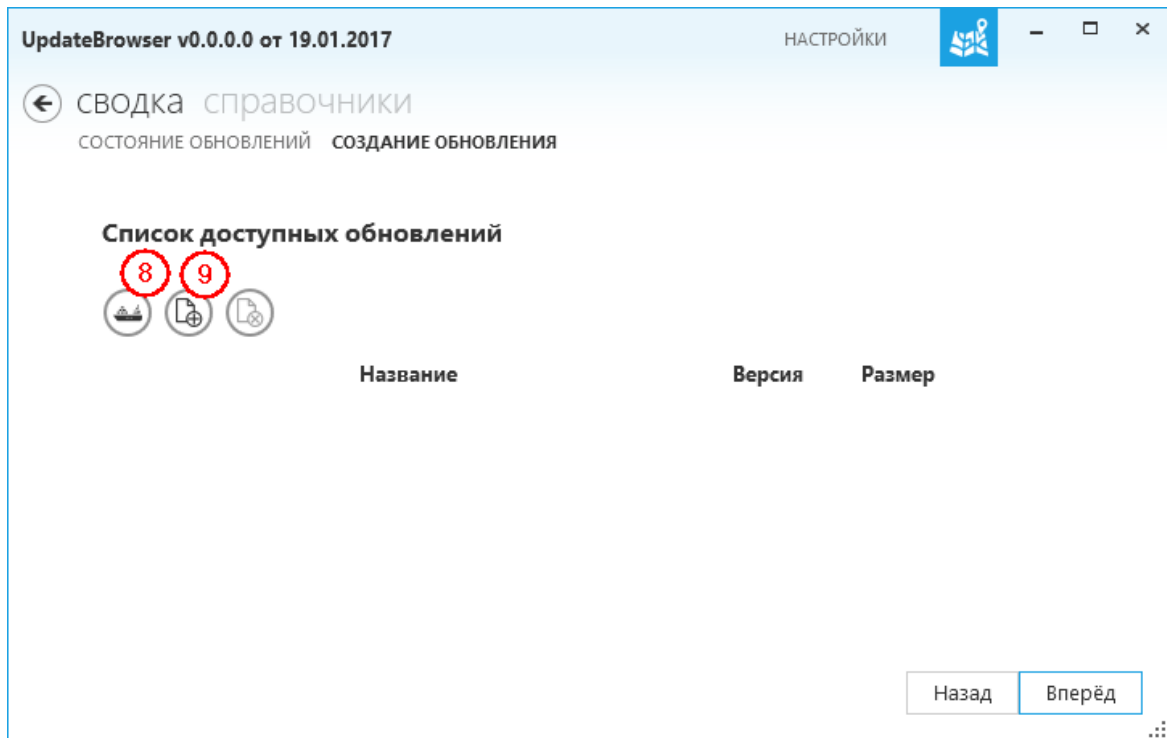 UpdateBrowser v0.0.0.0 от 19.01.2017 НАСТРОЙКИ
сводка справочники
СОСТОЯНИЕ ОБНОВЛЕНИЙ СОЗДАНИЕ ОБНОВЛЕНИЯ
Список доступных обновлений
8 9
Название Версия Размер
Назад Вперёд